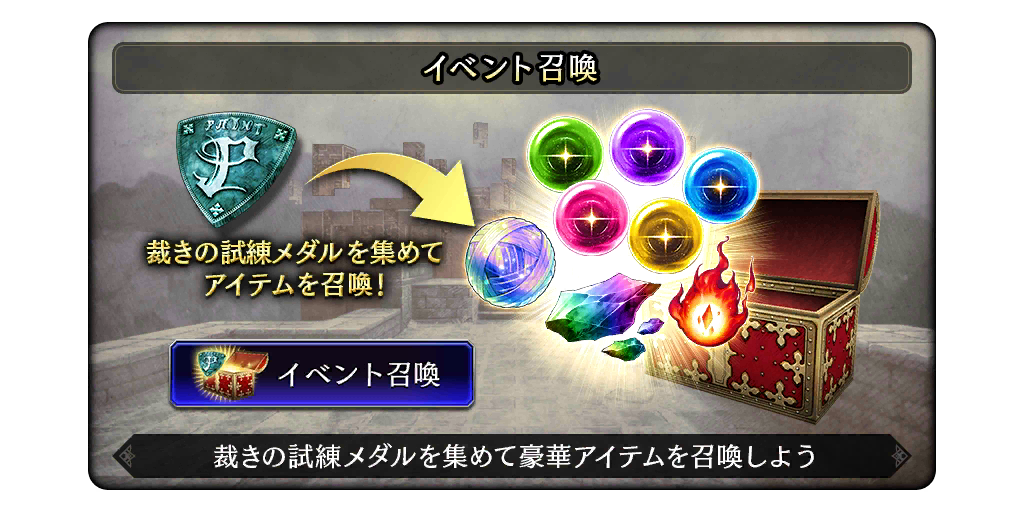 イベント召喚
PAINT
裁きの試練メダルを集めて
アイテムを召喚!
イベント召喚
裁きの試練メダルを集めて豪華アイテムを召喚しよう